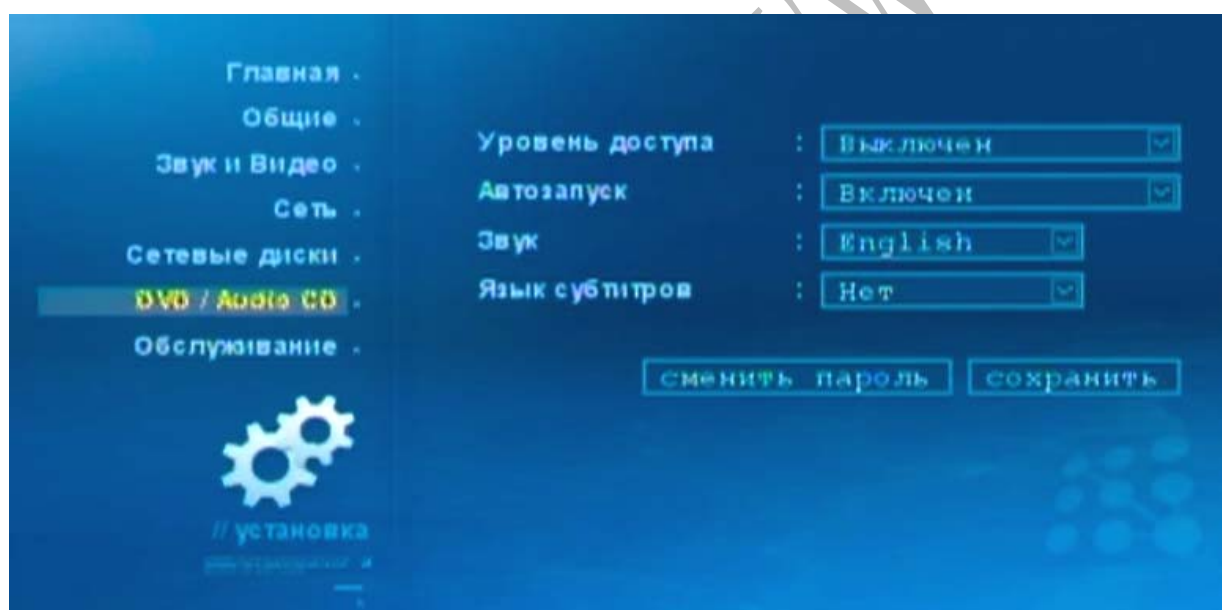 Главная
Общие
Звук и Видео
Сеть
Сетевые диски
DVD / Audio CD
Обслуживание
// установка
Уровень доступа : Выключен
Автозапуск : Включен
Звук : English
Язык субтитров : Нет
сменить пароль сохранить